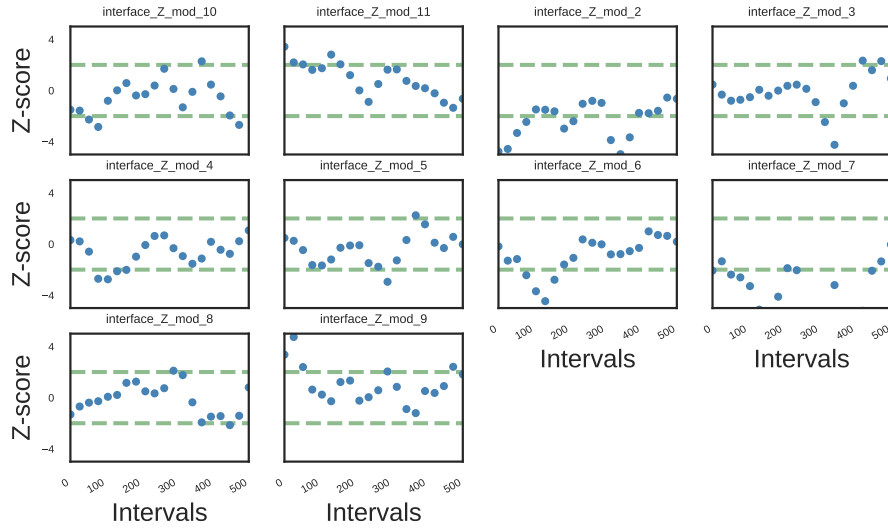 interface_Z_mod_10 interface_Z_mod_11 interface_Z_mod_2 interface_Z_mod_3
Z-score
4
0
−4
interface_Z_mod_4 interface_Z_mod_5 interface_Z_mod_6 interface_Z_mod_7
Z-score
4
0
−4
0 100 200 300 400 500 0 100 200 300 400 500
Intervals Intervals
interface_Z_mod_8 interface_Z_mod_9
Z-score
4
0
−4
0 100 200 300 400 500 0 100 200 300 400 500
Intervals Intervals